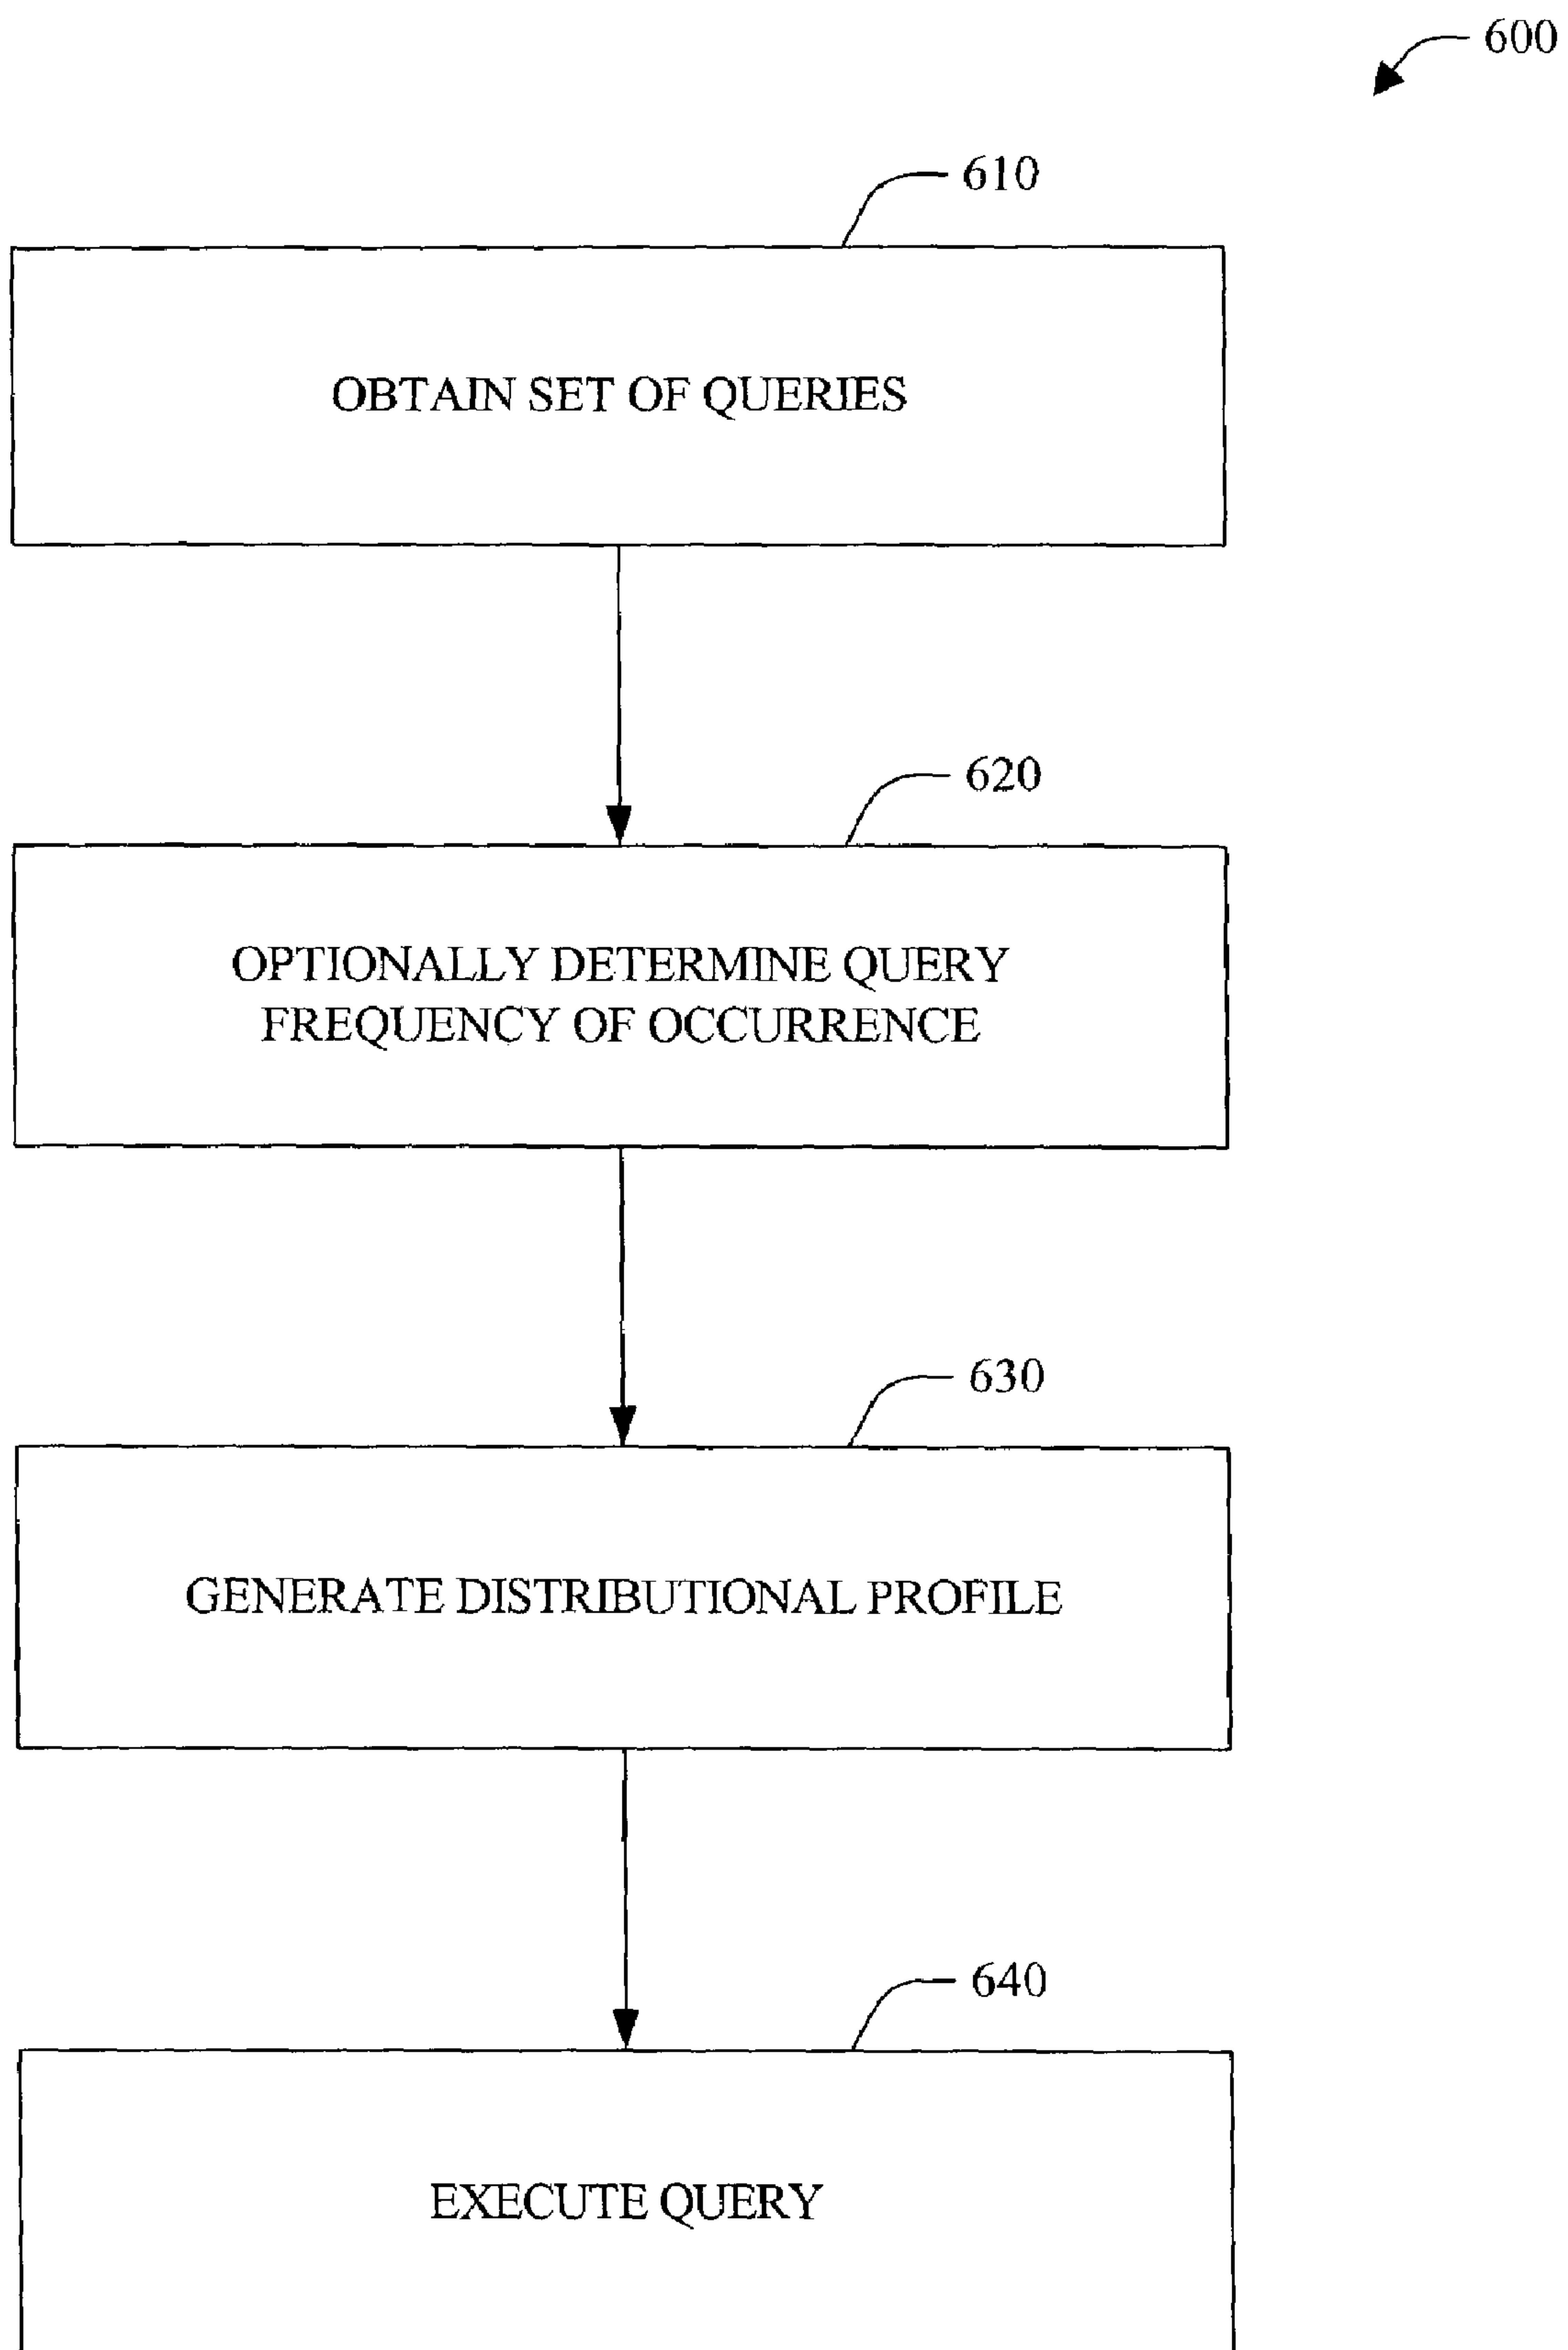 600
610
OBTAIN SET OF QUERIES
620
OPTIONALLY DETERMINE QUERY
FREQUENCY OF OCCURRENCE
630
GENERATE DISTRIBUTIONAL PROFILE
640
EXECUTE QUERY